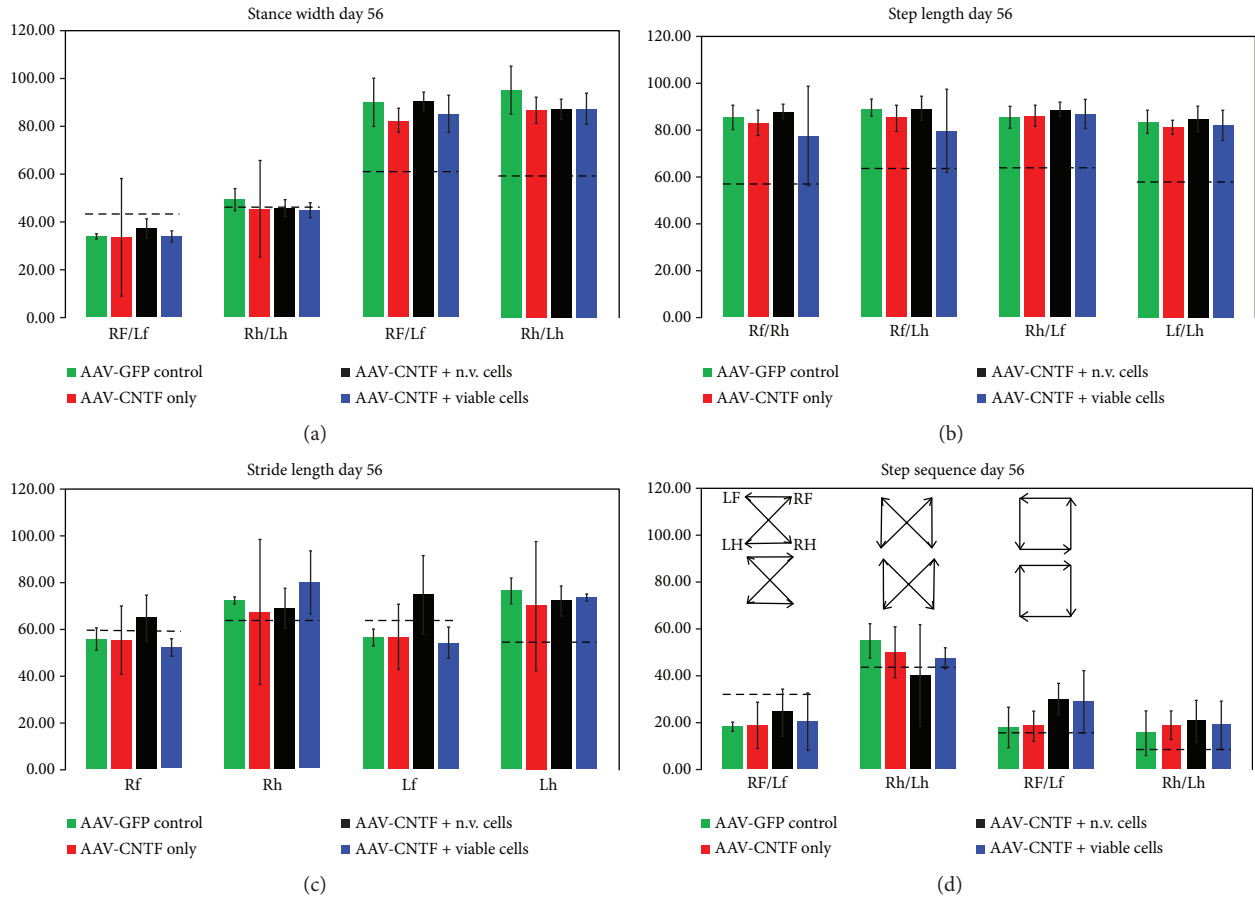 Stance width day 56
120.00
100.00
80.00
60.00
40.00
20.00
0.00
RF/Lf Rh/Lh RF/Lf Rh/Lh
AAV-GFP control AAV-CNTF + n.v. cells
AAV-CNTF only AAV-CNTF + viable cells
(a)
Step length day 56
120.00
100.00
80.00
60.00
40.00
20.00
0.00
Rf/Rh Rf/Lh Rh/Lf Lf/Lh
AAV-GFP control AAV-CNTF + n.v. cells
AAV-CNTF only AAV-CNTF + viable cells
(b)
Stride length day 56
120.00
100.00
80.00
60.00
40.00
20.00
0.00
Rf Rh Lf Lh
AAV-GFP control AAV-CNTF + n.v. cells
AAV-CNTF only AAV-CNTF + viable cells
(c)
Step sequence day 56
120.00
100.00
80.00
60.00
40.00
20.00
0.00
LF RF
LH RH
RF/Lf Rh/Lh RF/Lf Rh/Lh
AAV-GFP control AAV-CNTF + n.v. cells
AAV-CNTF only AAV-CNTF + viable cells
(d)